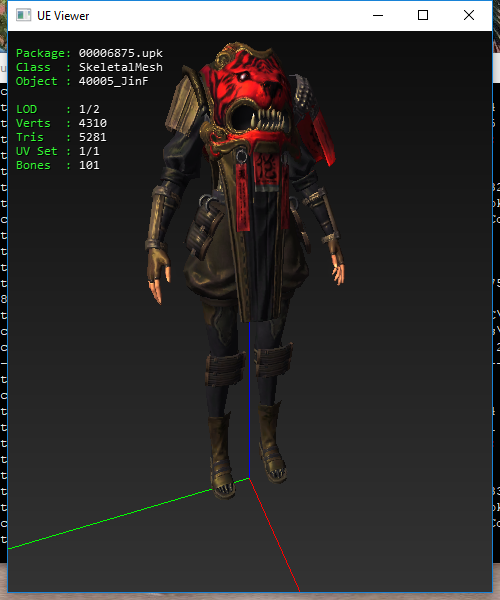 UE Viewer
Package: 00006875.upk
Class : SkeletalMesh
Object : 40005_JinF
LOD : 1/2
Verts : 4310
Tris : 5281
UV Set : 1/1
Bones : 101